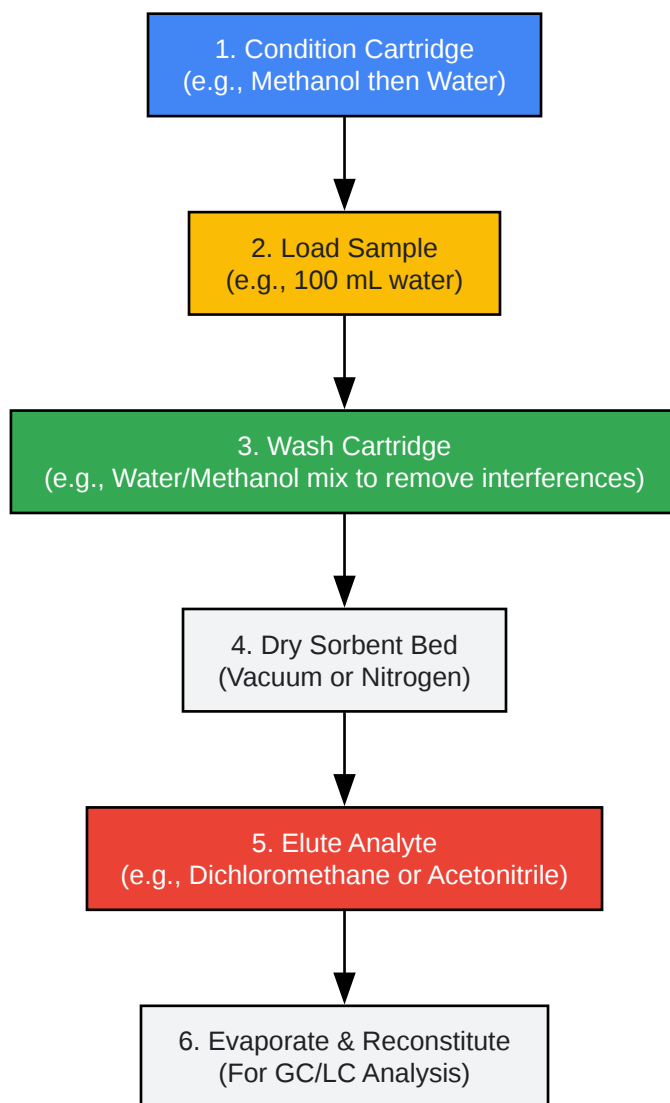 1. Condition Cartridge
(e.g., Methanol then Water)
2. Load Sample
(e.g., 100 mL water)
3. Wash Cartridge
(e.g., Water/Methanol mix to remove interferences)
4. Dry Sorbent Bed
(Vacuum or Nitrogen)
5. Elute Analyte
(e.g., Dichloromethane or Acetonitrile)
6. Evaporate & Reconstitute
(For GC/LC Analysis)